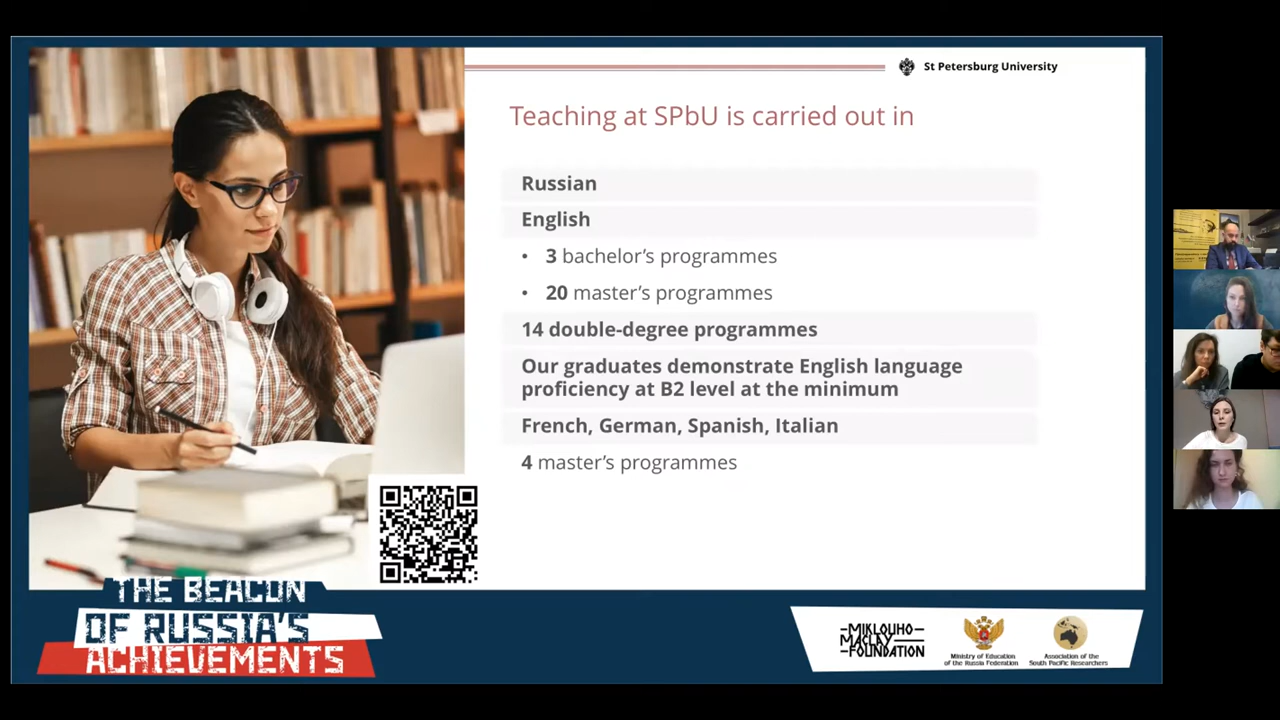 St Petersburg University
Teaching at SPbU is carried out in
Russian
English
• 3 bachelor's programmes
• 20 master's programmes
14 double-degree programmes
Our graduates demonstrate English language
proficiency at B2 level at the minimum
French, German, Spanish, Italian
4 master's programmes
THE BEACON
OF RUSSIA'S
ACHIEVEMENTS
MIKLOUHO
MACLAY
FOUNDATION
Ministry of Education
of the Russia Federation
Association of the
South Pacific Researchers